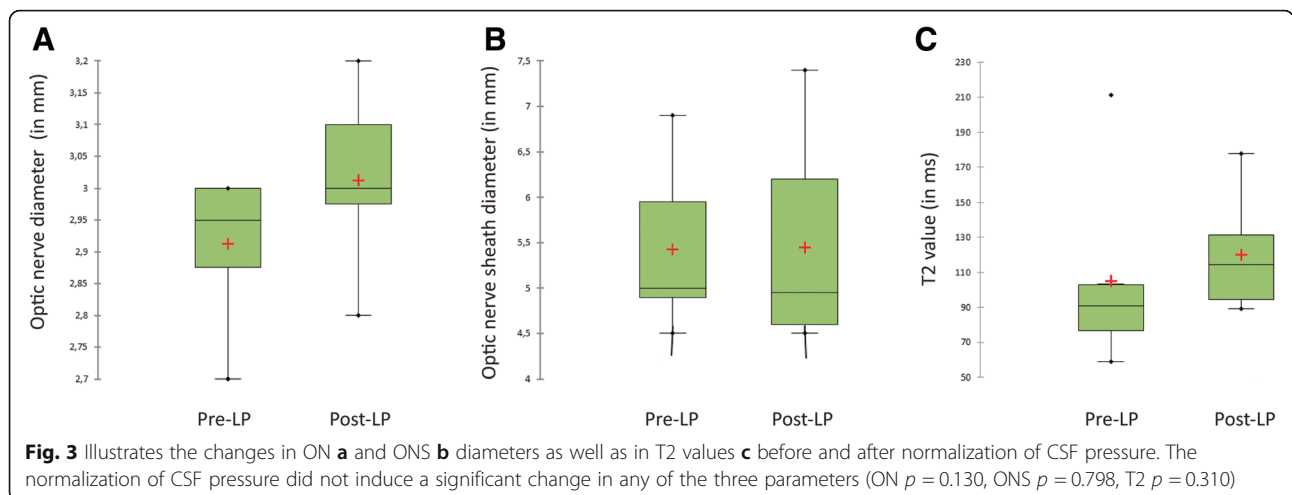 A
Optic nerve diameter (in mm)
3,2
3,15
3,1
3,05
3
2,95
2,9
2,85
2,8
2,75
2,7
Pre-LP Post-LP
B
Optic nerve sheath diameter (in mm)
7,5
7
6,5
6
5,5
5
4,5
4
Pre-LP Post-LP
C
T2 value (in ms)
230
210
190
170
150
130
110
90
70
50
Pre-LP Post-LP
Fig. 3 Illustrates the changes in ON a and ONS b diameters as well as in T2 values c before and after normalization of CSF pressure. The
normalization of CSF pressure did not induce a significant change in any of the three parameters (ON p = 0.130, ONS p = 0.798, T2 p = 0.310)